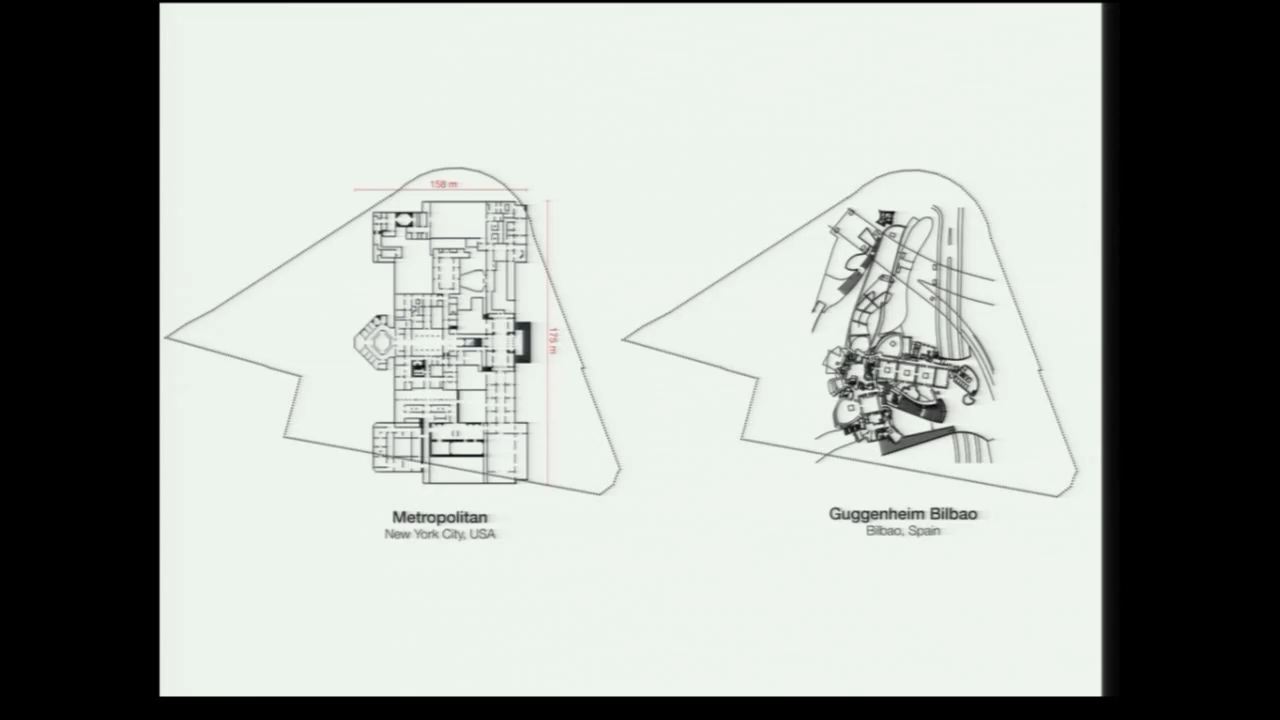 158 m
175 m
Metropolitan
New York City, USA
Guggenheim Bilbao
Bilbao, Spain